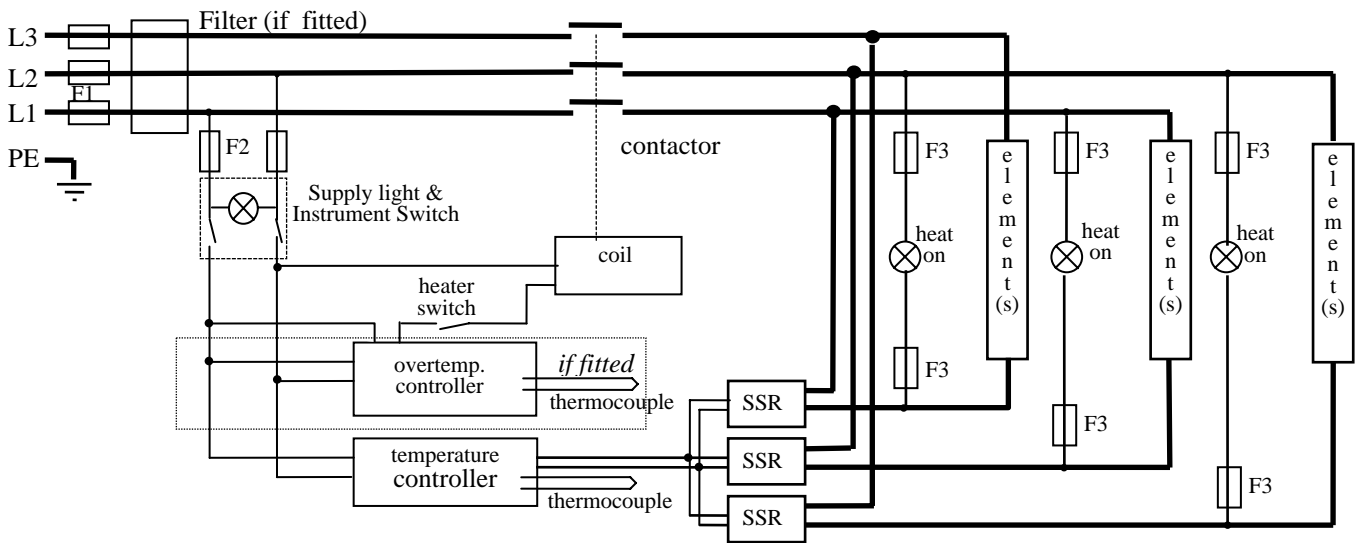 Filter (if fitted)
L3
L2
F1
L1
PE
F2
contactor
Supply light &
Instrument Switch
coil
heater
switch
overtemp.
controller
if fitted
thermocouple
temperature
controller
thermocouple
SSR
SSR
SSR
F3
heat
on
F3
element(s)
F3
heat
on
F3
element(s)
F3
heat
on
F3
element(s)